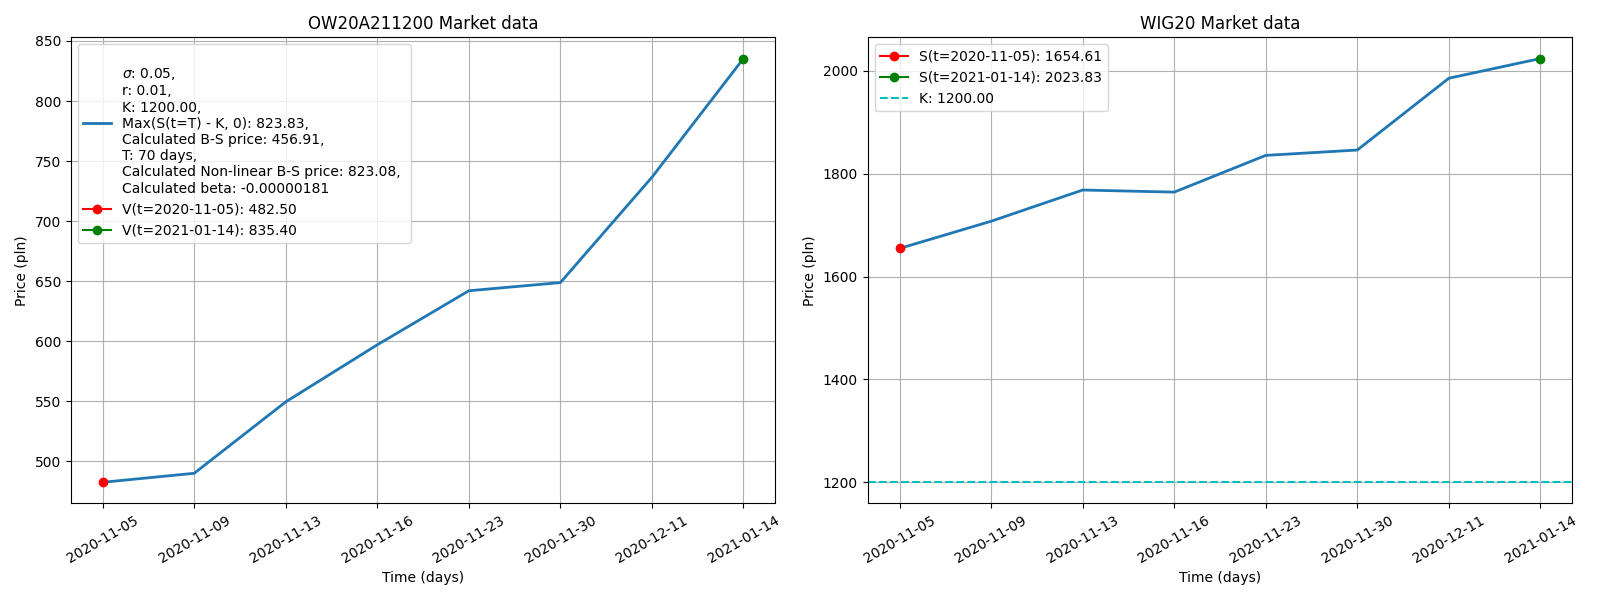 OW20A211200 Market data
850
800
750
700
650
600
550
500
Price (pln)
σ: 0.05,
r: 0.01,
K: 1200.00,
Max(S(t=T) - K, 0): 823.83,
Calculated B-S price: 456.91,
T: 70 days,
Calculated Non-linear B-S price: 823.08,
Calculated beta: -0.00000181
V(t=2020-11-05): 482.50
V(t=2021-01-14): 835.40
2020-11-05
2020-11-09
2020-11-13
2020-11-16
2020-11-23
2020-11-30
2020-12-11
2021-01-14
Time (days)
WIG20 Market data
2000
1800
1600
1400
1200
Price (pln)
S(t=2020-11-05): 1654.61
S(t=2021-01-14): 2023.83
K: 1200.00
2020-11-05
2020-11-09
2020-11-13
2020-11-16
2020-11-23
2020-11-30
2020-12-11
2021-01-14
Time (days)